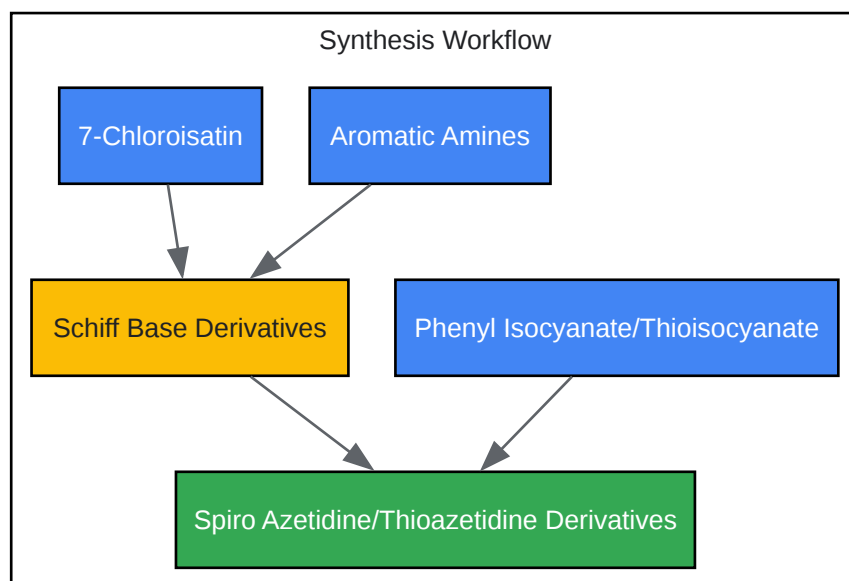 Synthesis Workflow
7-Chloroisatin
Aromatic Amines
Schiff Base Derivatives
Phenyl Isocyanate/Thioisocyanate
Spiro Azetidine/Thioazetidine Derivatives